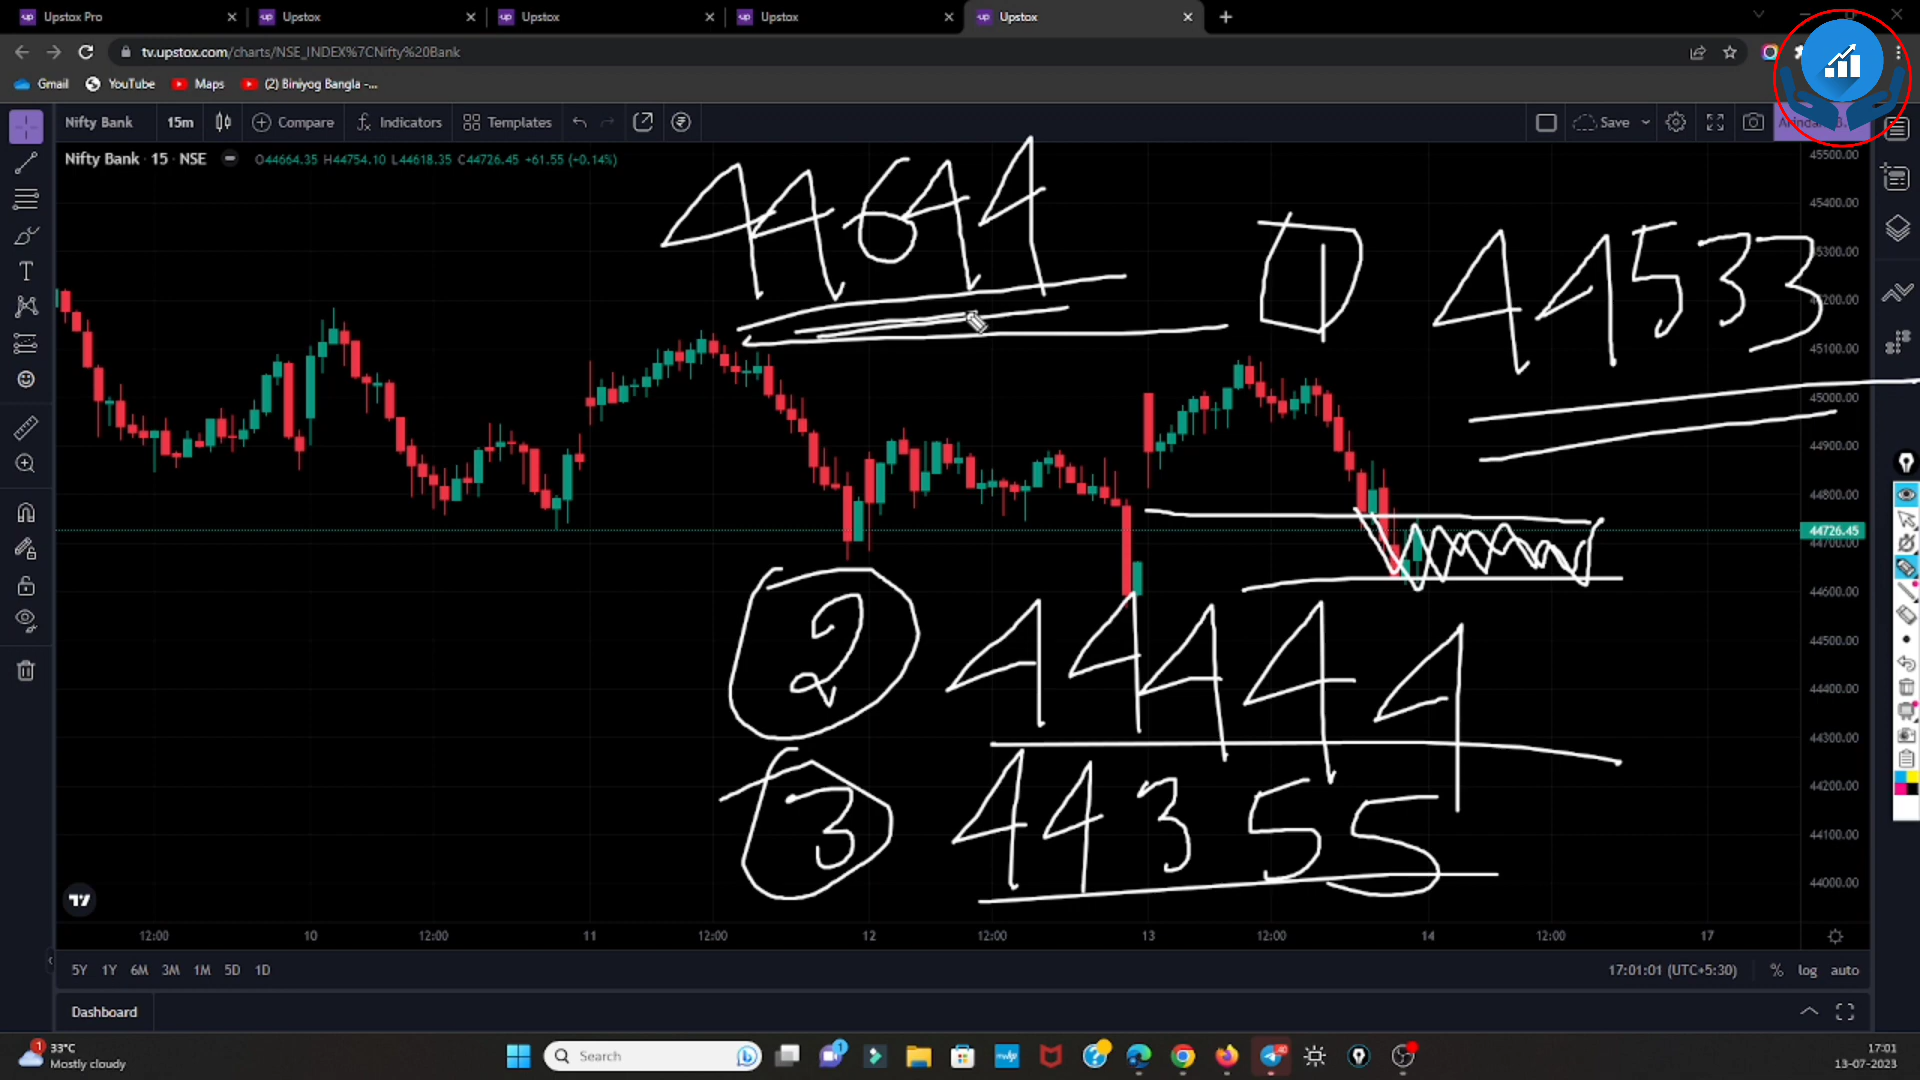 Upstox Pro
Upstox
Upstox
Upstox
Upstox
tv.upstox.com/charts/NSE_INDEX%7CNifty%20Bank
Gmail
YouTube
Maps
(2) Biniyog Bangla -...
Nifty Bank
15m
Compare
Indicators
Templates
Save
Nifty Bank · 15 · NSE
O44664.35 H44754.10 L44618.35 C44726.45 +61.55 (+0.14%)
44644
1 44533
2 44444
3 44355
45500.00
45400.00
45300.00
45200.00
45100.00
45000.00
44900.00
44800.00
44726.45
44700.00
44600.00
44500.00
44400.00
44300.00
44200.00
44100.00
44000.00
12:00 10 12:00 11 12:00 12 12:00 13 12:00 14 12:00 17
5Y 1Y 6M 3M 1M 5D 1D
17:01:01 (UTC+5:30) % log auto
Dashboard
1
33°C
Mostly cloudy
Search
1
17:01
13-07-2023